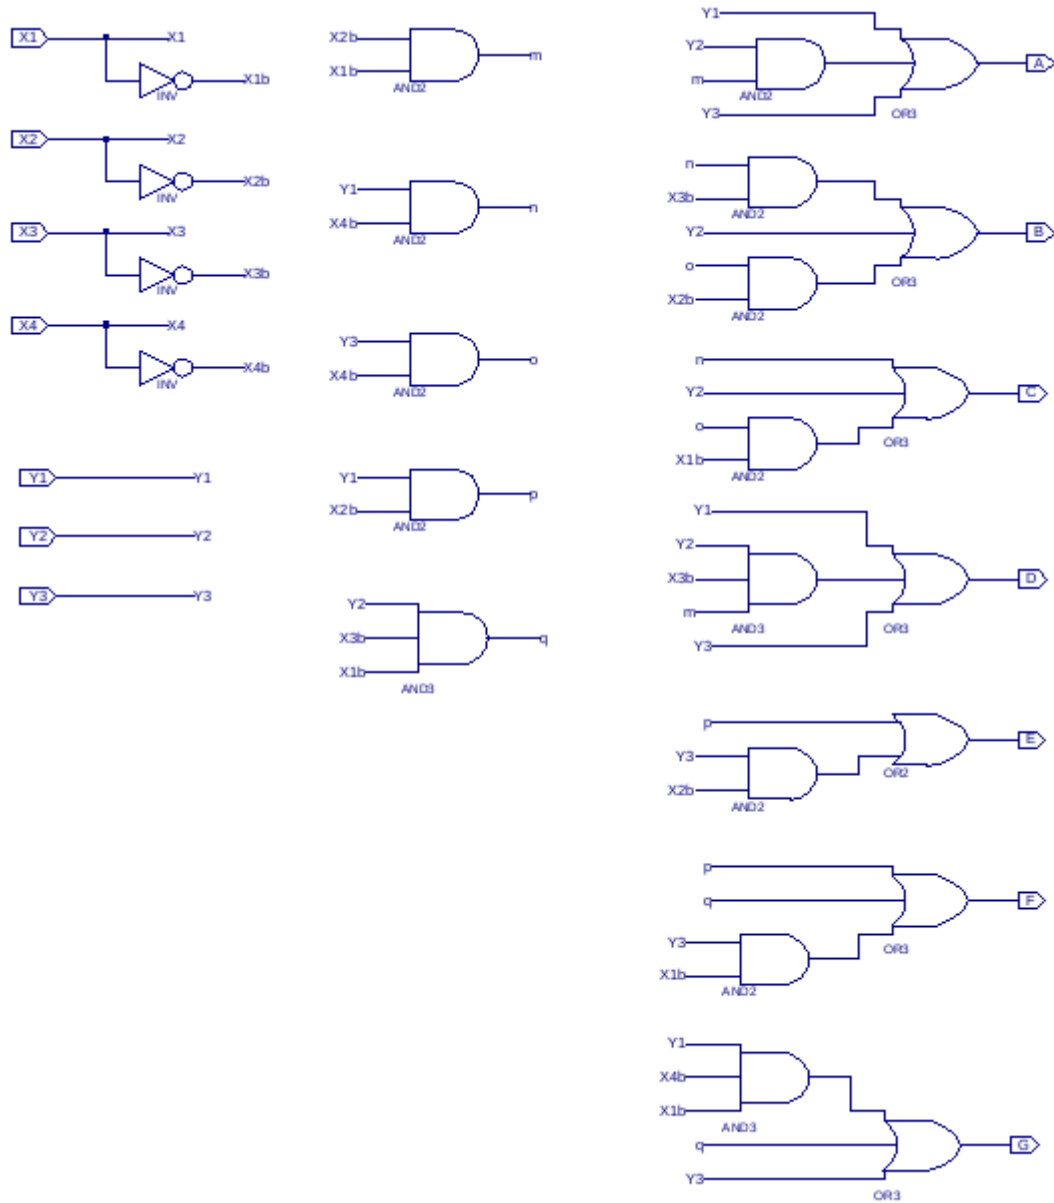 X1
X1
X1b
INV
X2
X2
X2b
INV
X3
X3
X3b
INV
X4
X4
X4b
INV
Y1
Y1
Y2
Y2
Y3
Y3
X2b
X1b
m
AND2
Y1
X4b
n
AND2
Y3
X4b
o
AND2
Y1
X2b
p
AND2
Y2
X3b
X1b
q
AND3
Y1
Y2
m
AND2
Y3
OR3
A
n
X3b
AND2
Y2
o
X2b
AND2
OR3
B
n
Y2
o
X1b
AND2
OR3
C
Y1
Y2
X3b
m
AND3
Y3
OR3
D
p
Y3
X2b
AND2
OR2
E
p
q
Y3
X1b
AND2
OR3
F
Y1
X4b
X1b
AND3
q
Y3
OR3
G